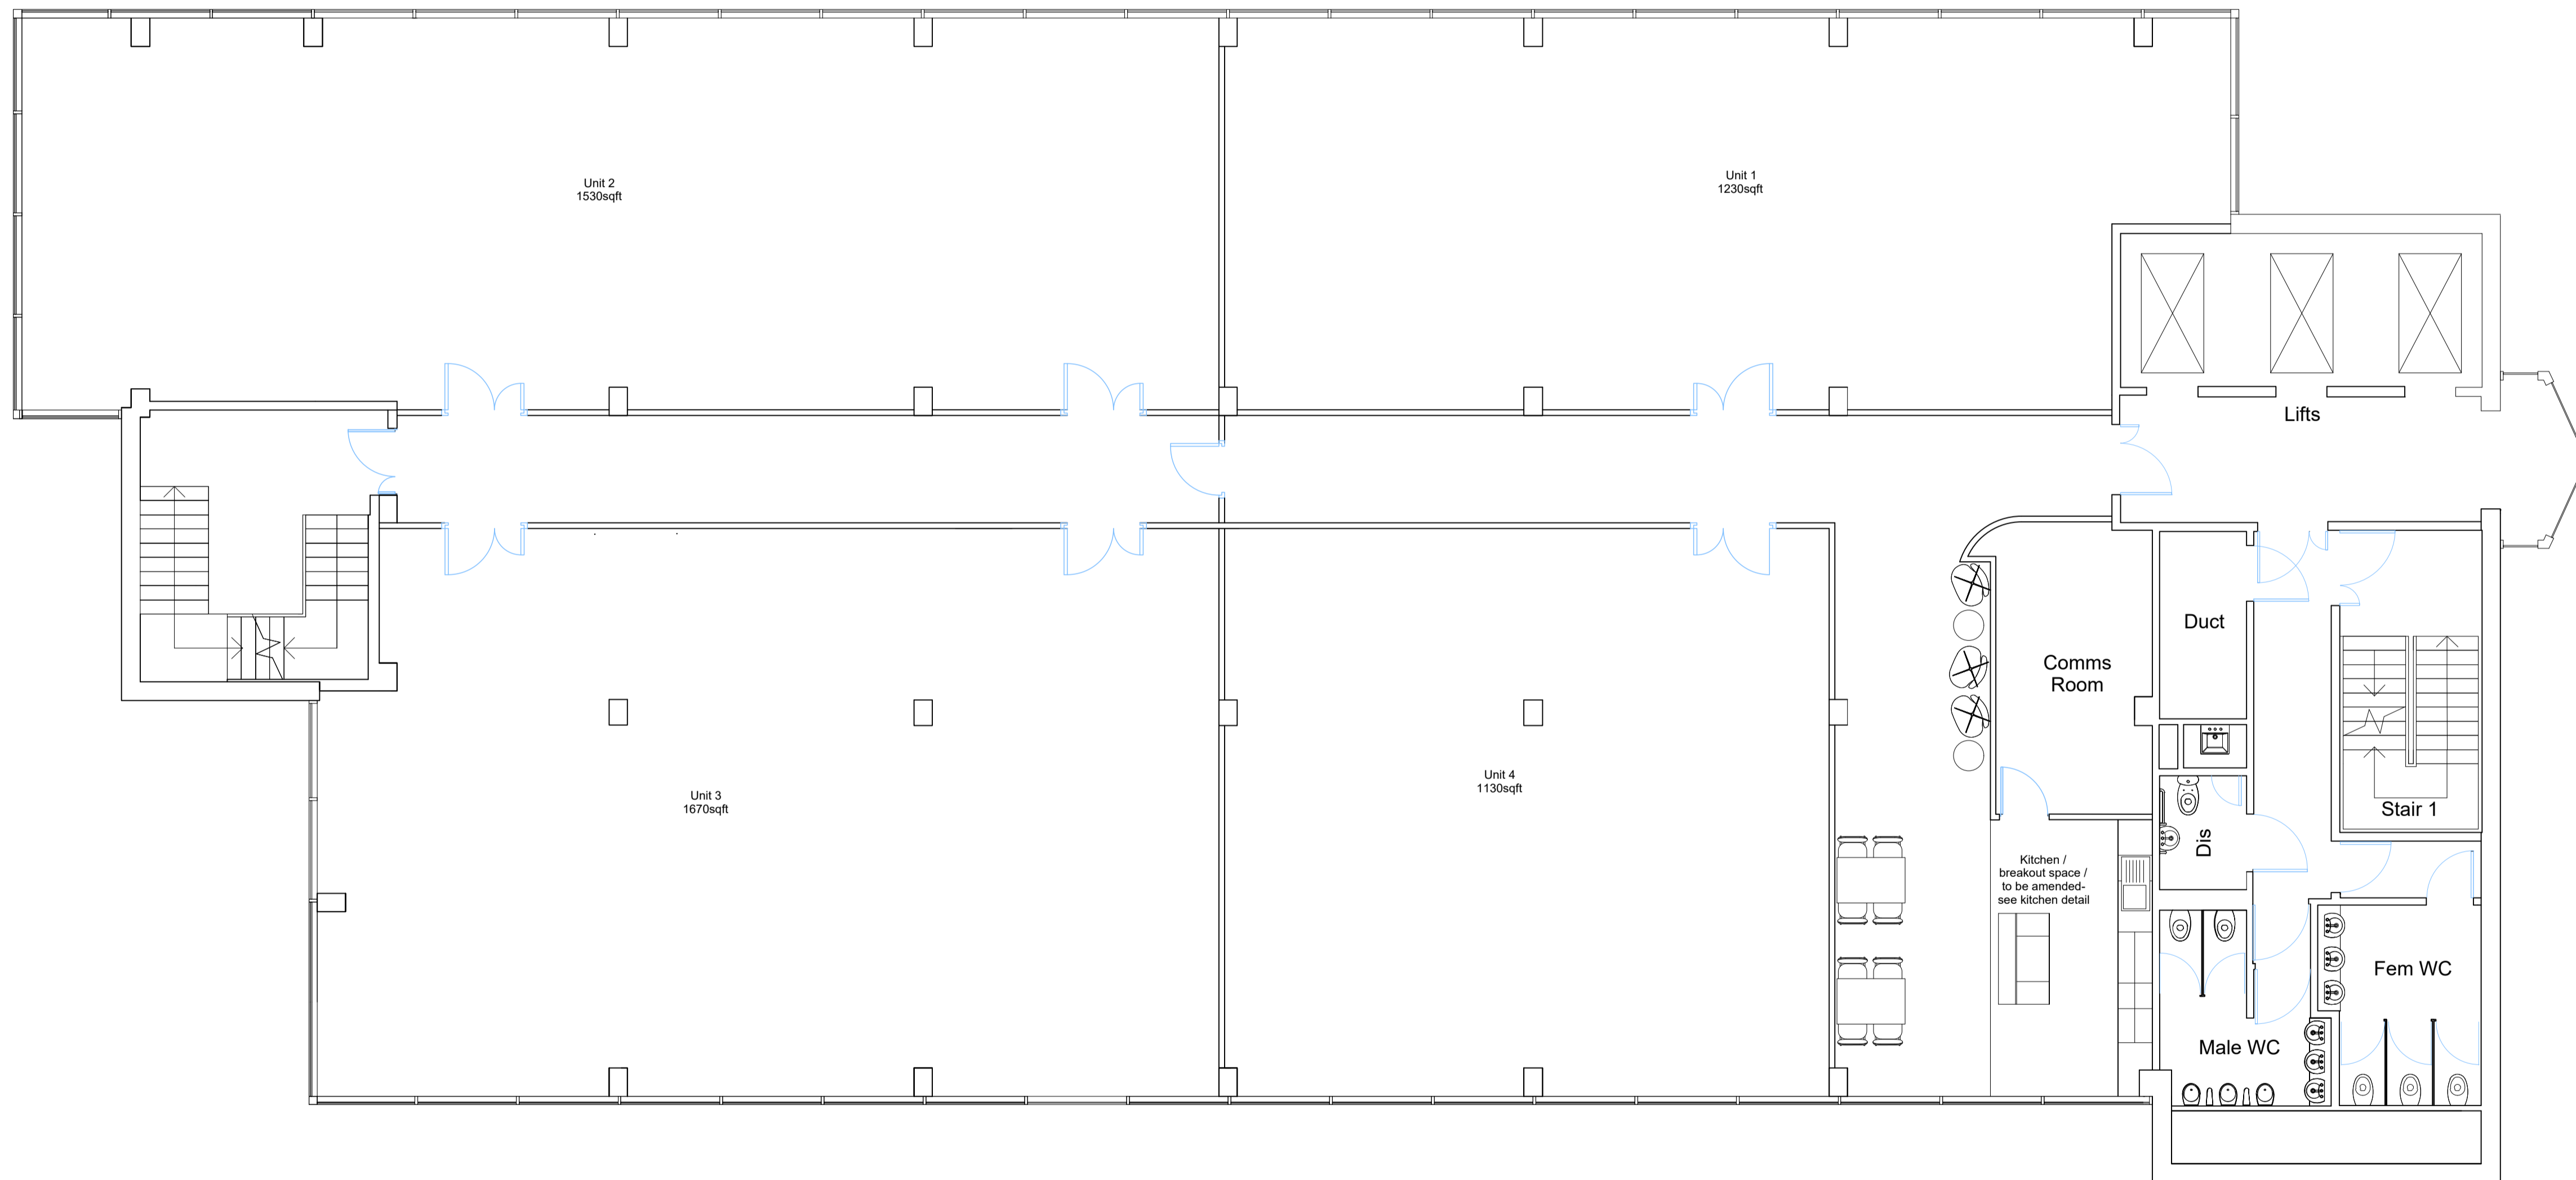 Unit 2
1530sqft
Unit 1
1230sqft
Lifts
Duct
Comms
Room
Unit 4
1130sqft
Unit 3
1670sqft
Stair 1
Dis
Kitchen /
breakout space /
to be amended-
see kitchen detail
Fem WC
Male WC